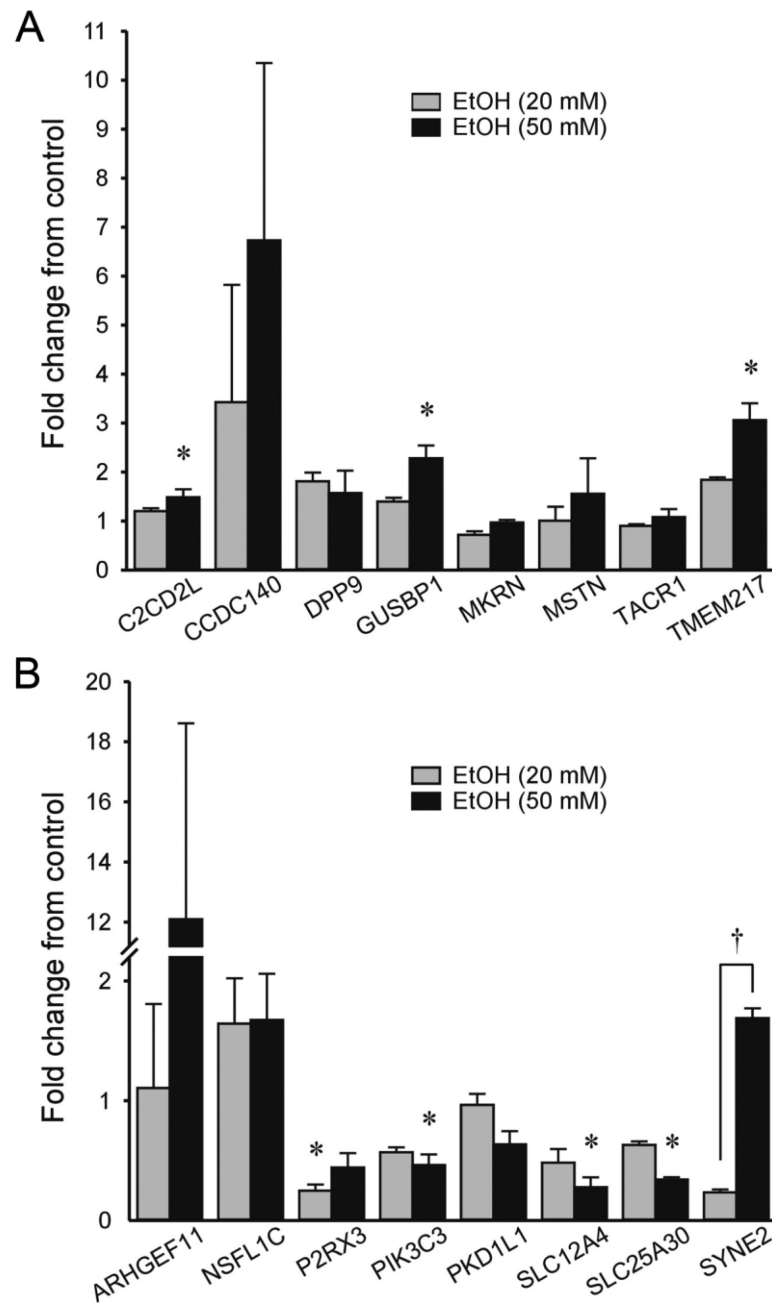 A
Fold change from control
11
10
9
8
7
6
5
4
3
2
1
0
EtOH (20 mM)
EtOH (50 mM)
*
*
*
C2CD2L
CCDC140
DPP9
GUSBP1
MKRN
MSTN
TACR1
TMEM217
B
Fold change from control
20
18
16
14
12
2
1
0
EtOH (20 mM)
EtOH (50 mM)
†
*
*
*
*
ARHGEF11
NSFL1C
P2RX3
PIK3C3
PKD1L1
SLC12A4
SLC25A30
SYNE2